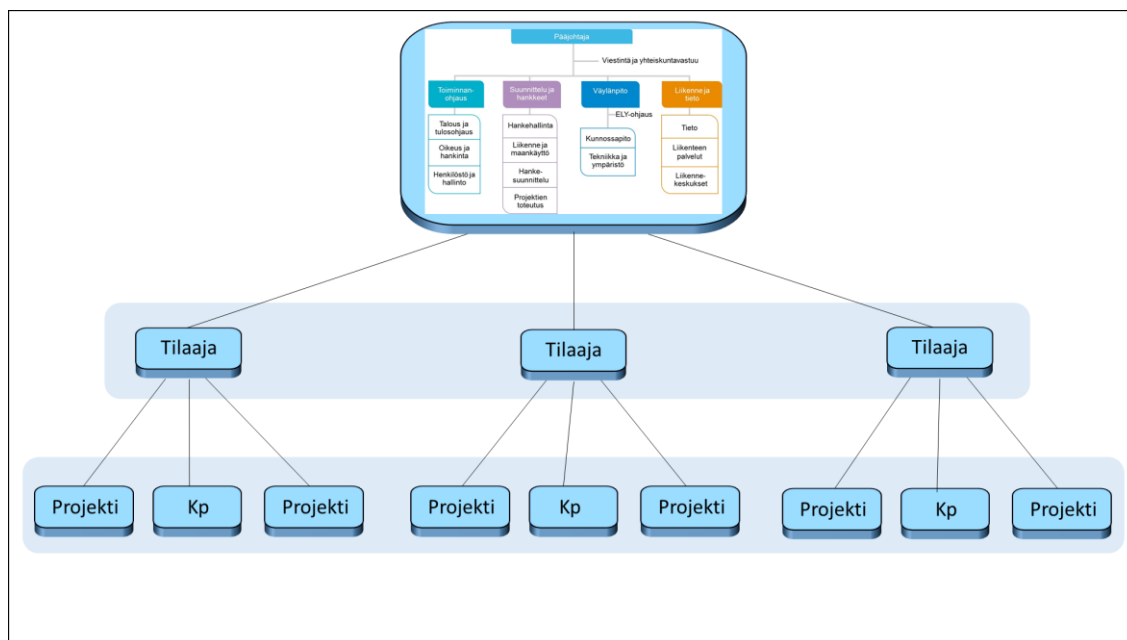 Pääjohtaja
Viestintä ja yhteiskuntavastuu
Toiminnan-
ohjaus
Talous ja
tulosohjaus
Oikeus ja
hankinta
Henkilöstö ja
hallinto
Suunnittelu ja
hankkeet
Hankehallinta
Liikenne ja
maankäyttö
Hanke-
suunnittelu
Projektien
toteutus
Väylänpito
ELY-ohjaus
Kunnossapito
Tekniikka ja
ympäristö
Liikenne ja
tieto
Tieto
Liikenteen
palvelut
Liikenne-
keskukset
Tilaaja
Tilaaja
Tilaaja
Projekti
Kp
Projekti
Projekti
Kp
Projekti
Projekti
Kp
Projekti